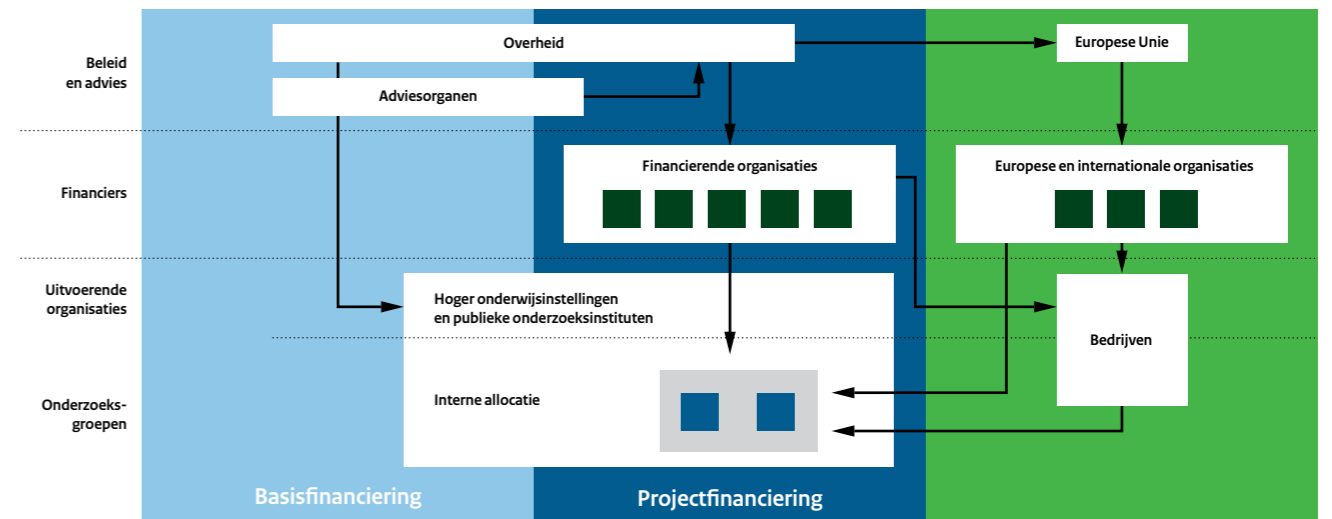 Overheid
Europese Unie
Beleid
en advies
Adviesorganen
Financierende organisaties
Europese en internationale organisaties
Financiers
Uitvoerende
organisaties
Hoger onderwijsinstellingen
en publieke onderzoeksinstituten
Bedrijven
Interne allocatie
Onderzoeks-
groepen
Basisfinanciering
Projectfinanciering